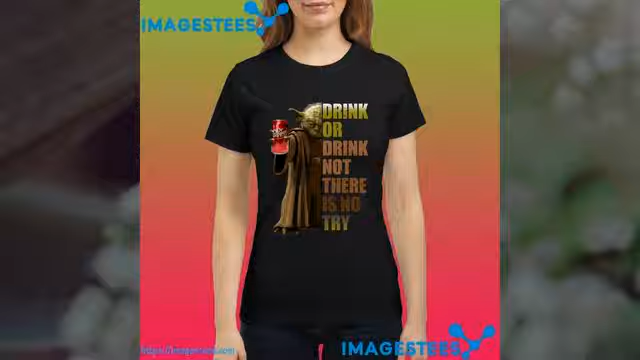 IMAGESTEES
DRINK
OR
DRINK
NOT
THERE
IS NO
TRY
IMAGESTEES